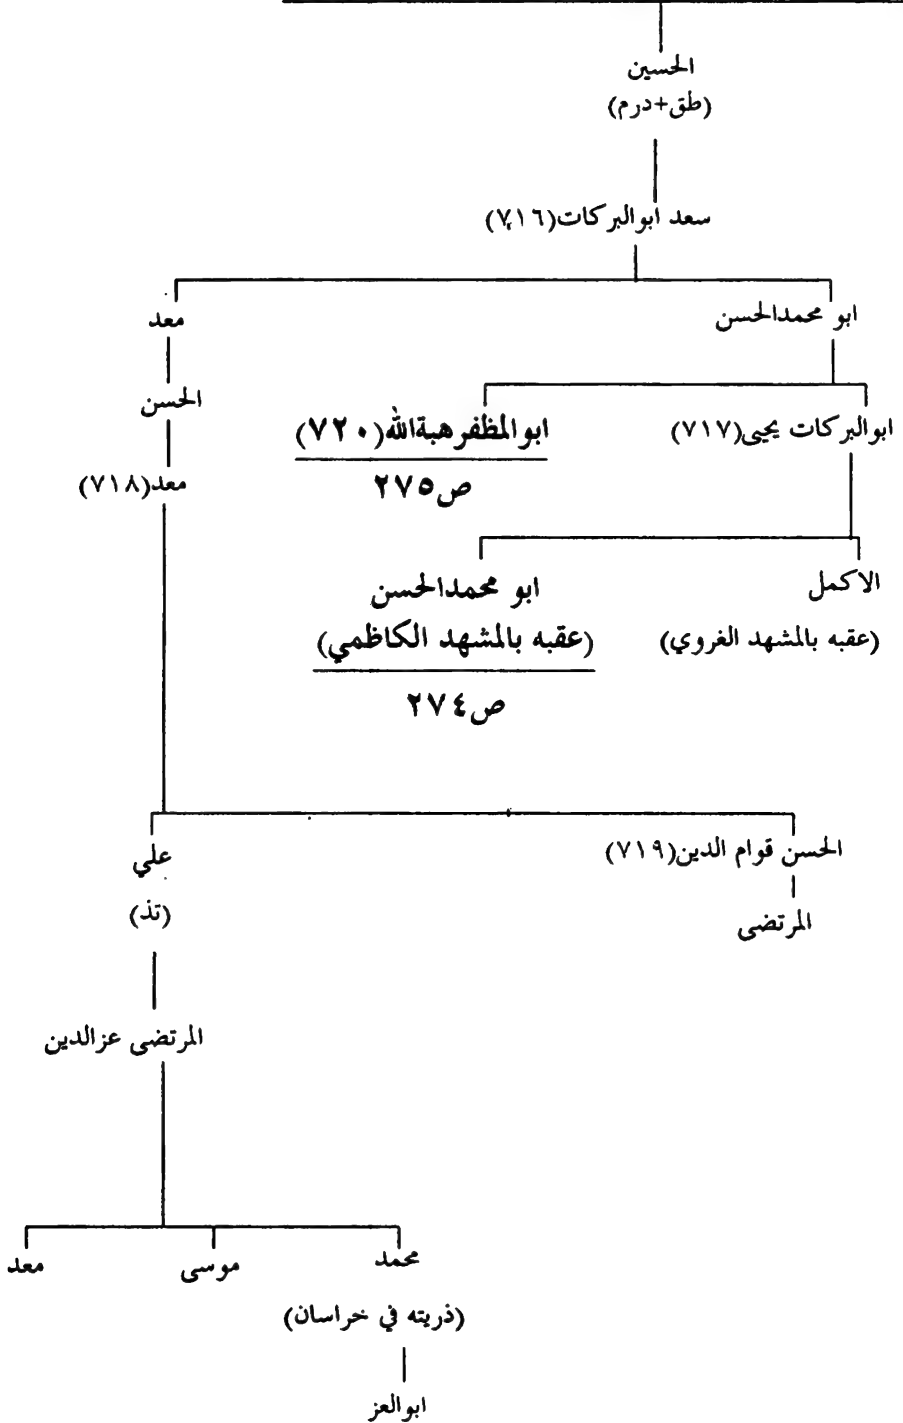 الحسين
(طق+درم)
سعد ابوالبركات(٧١٦)
ابو محمدالحسن
معد
الحسن
ابوالبركات يحيى(٧١٧)
ابوالمظفرهبةالله(٧٢٠)
ص٢٧٥
معد(٧١٨)
الاكمل
(عقبه بالمشهد الغروي)
ابو محمدالحسن
(عقبه بالمشهد الكاظمي)
ص٢٧٤
الحسن قوام الدين(٧١٩)
المرتضى
علي
(تذ)
المرتضى عزالدين
محمد
موسى
معد
(ذريته في خراسان)
ابوالعز